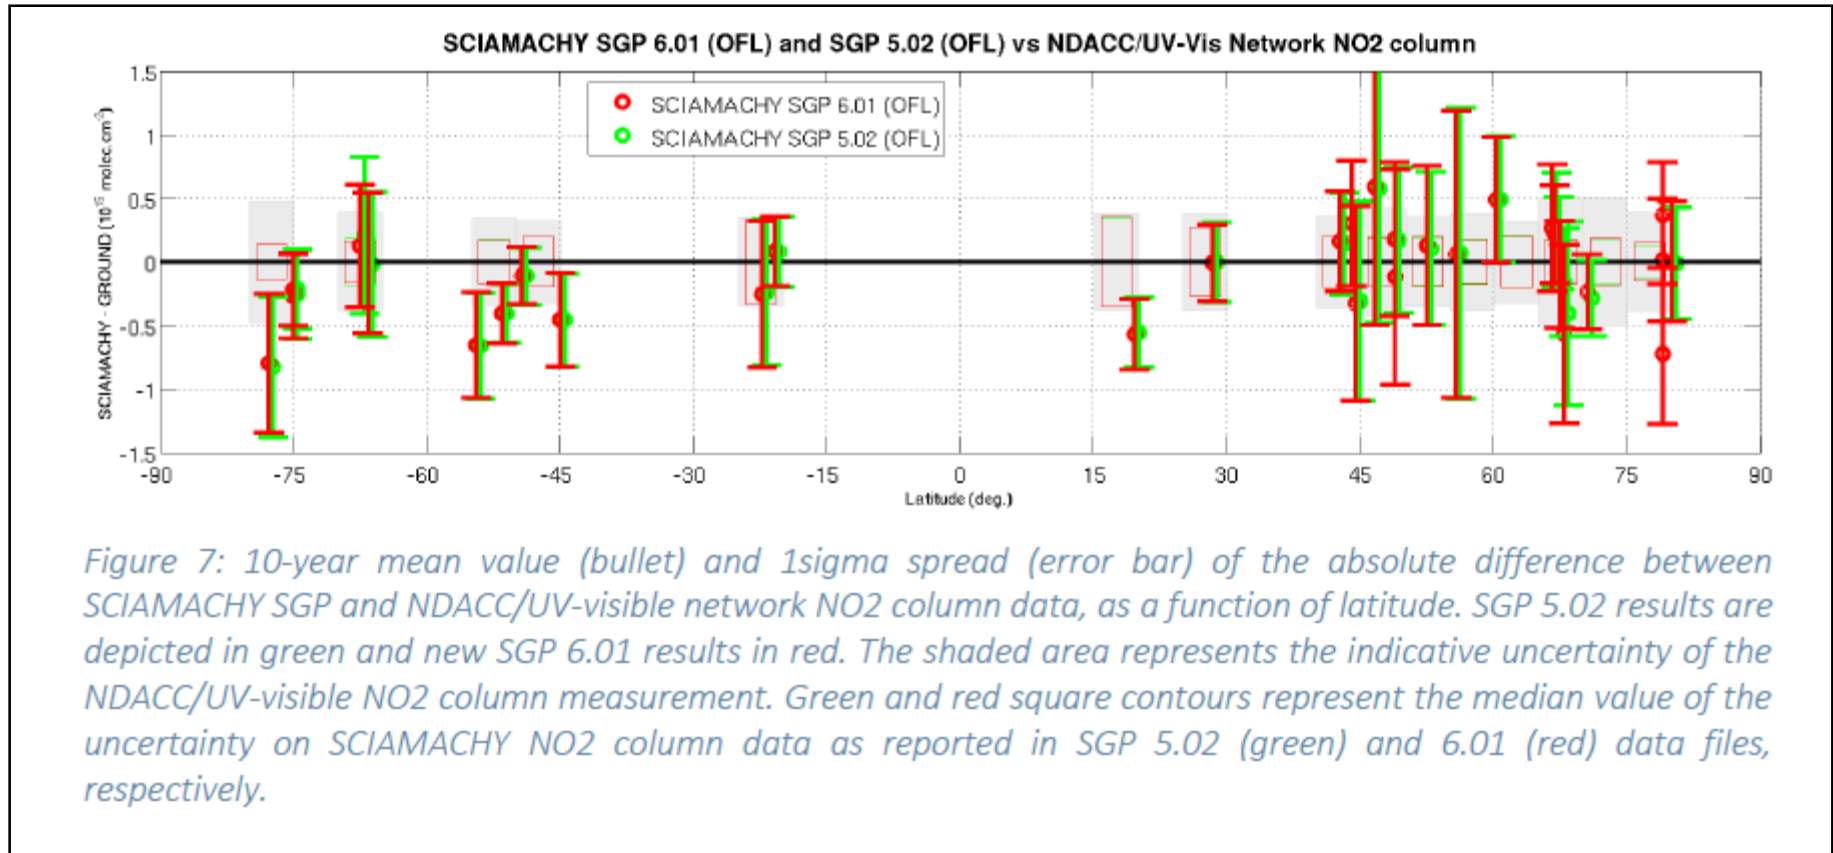 SCIAMACHY SGP 6.01 (OFL) and SGP 5.02 (OFL) vs NDACC/UV-Vis Network NO2 column
SCIAMACHY SGP 6.01 (OFL)
SCIAMACHY SGP 5.02 (OFL)
SCIAMACHY - GROUND (10^15 molec.cm^-2)
1.5
1
0.5
0
-0.5
-1
-1.5
-90 -75 -60 -45 -30 -15 0 15 30 45 60 75 90
Latitude (deg.)
Figure 7: 10-year mean value (bullet) and 1sigma spread (error bar) of the absolute difference between
SCIAMACHY SGP and NDACC/UV-visible network NO2 column data, as a function of latitude. SGP 5.02 results are
depicted in green and new SGP 6.01 results in red. The shaded area represents the indicative uncertainty of the
NDACC/UV-visible NO2 column measurement. Green and red square contours represent the median value of the
uncertainty on SCIAMACHY NO2 column data as reported in SGP 5.02 (green) and 6.01 (red) data files,
respectively.